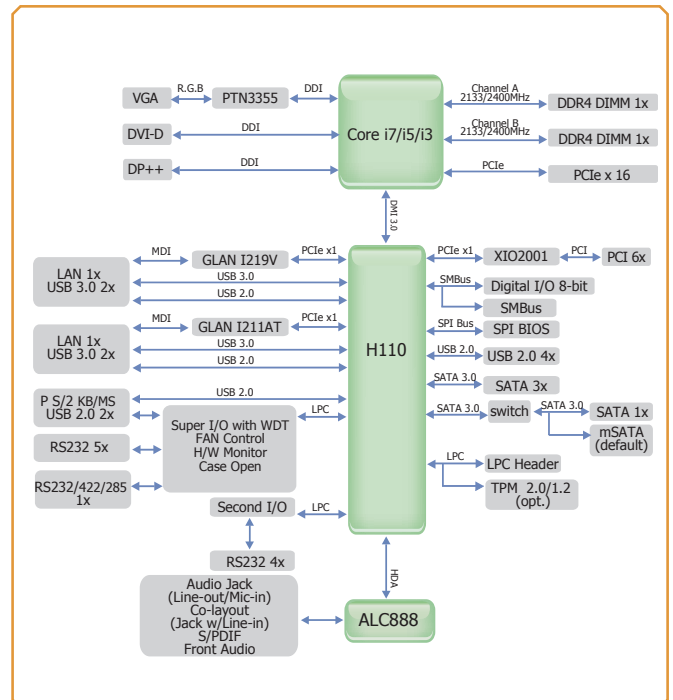 VGA
R.G.B
PTN3355
DDI
Core i7/i5/i3
Channel A
2133/2400MHz
DDR4 DIMM 1x
DVI-D
DDI
Channel B
2133/2400MHz
DDR4 DIMM 1x
DP++
DDI
PCIe
PCIe x 16
DMI 3.0
LAN 1x
USB 3.0 2x
MDI
GLAN I219V
PCIe x1
USB 3.0
USB 2.0
H110
PCIe x1
XIO2001
PCI
PCI 6x
SMBus
Digital I/O 8-bit
SMBus
LAN 1x
USB 3.0 2x
MDI
GLAN I211AT
PCIe x1
USB 3.0
USB 2.0
SPI Bus
SPI BIOS
USB 2.0
USB 2.0 4x
SATA 3.0
SATA 3x
P S/2 KB/MS
USB 2.0 2x
USB 2.0
LPC
Super I/O with WDT
FAN Control
H/W Monitor
Case Open
SATA 3.0
switch
SATA 3.0
SATA 1x
mSATA
(default)
RS232 5x
RS232/422/285
1x
LPC
LPC Header
TPM 2.0/1.2
(opt.)
Second I/O
LPC
RS232 4x
HDA
Audio Jack
(Line-out/Mic-in)
Co-layout
(Jack w/Line-in)
S/PDIF
Front Audio
ALC888